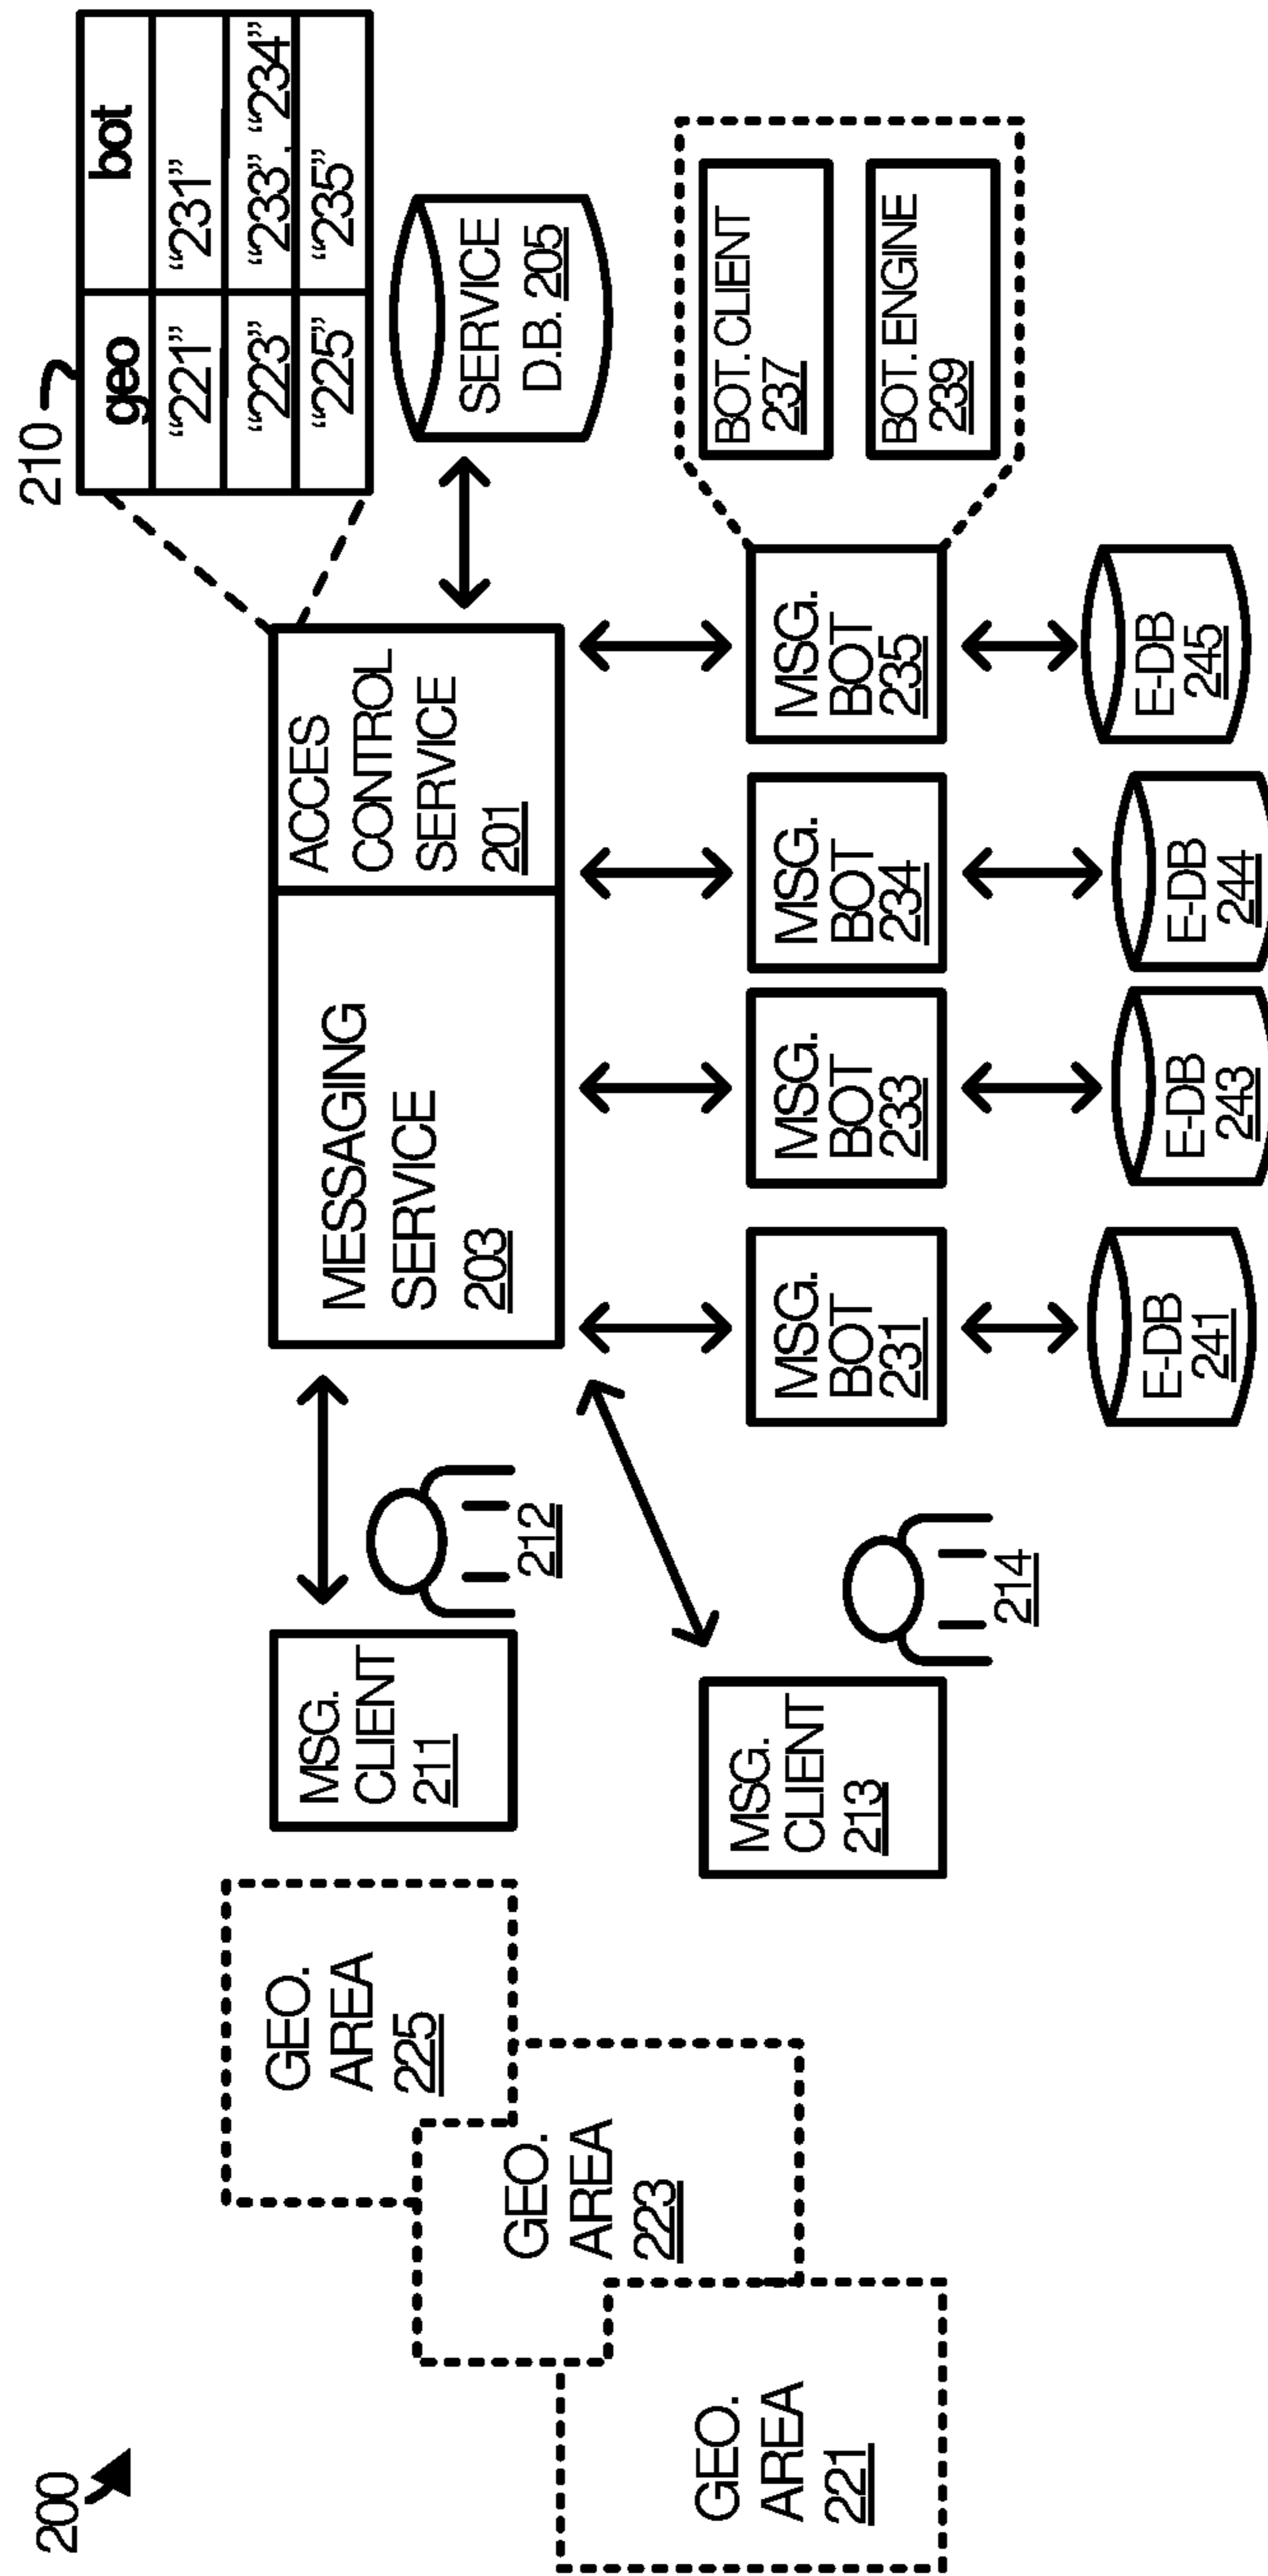 200
210
geo bot
“221” “231”
“223” “233”, “234”
“225” “235”
GEO.
AREA
225
GEO.
AREA
223
GEO.
AREA
221
MSG.
CLIENT
211
212
MSG.
CLIENT
213
214
MESSAGING
SERVICE
203
ACCES
CONTROL
SERVICE
201
SERVICE
D.B. 205
MSG.
BOT
231
MSG.
BOT
233
MSG.
BOT
234
MSG.
BOT
235
BOT. CLIENT
237
BOT. ENGINE
239
E-DB
241
E-DB
243
E-DB
244
E-DB
245